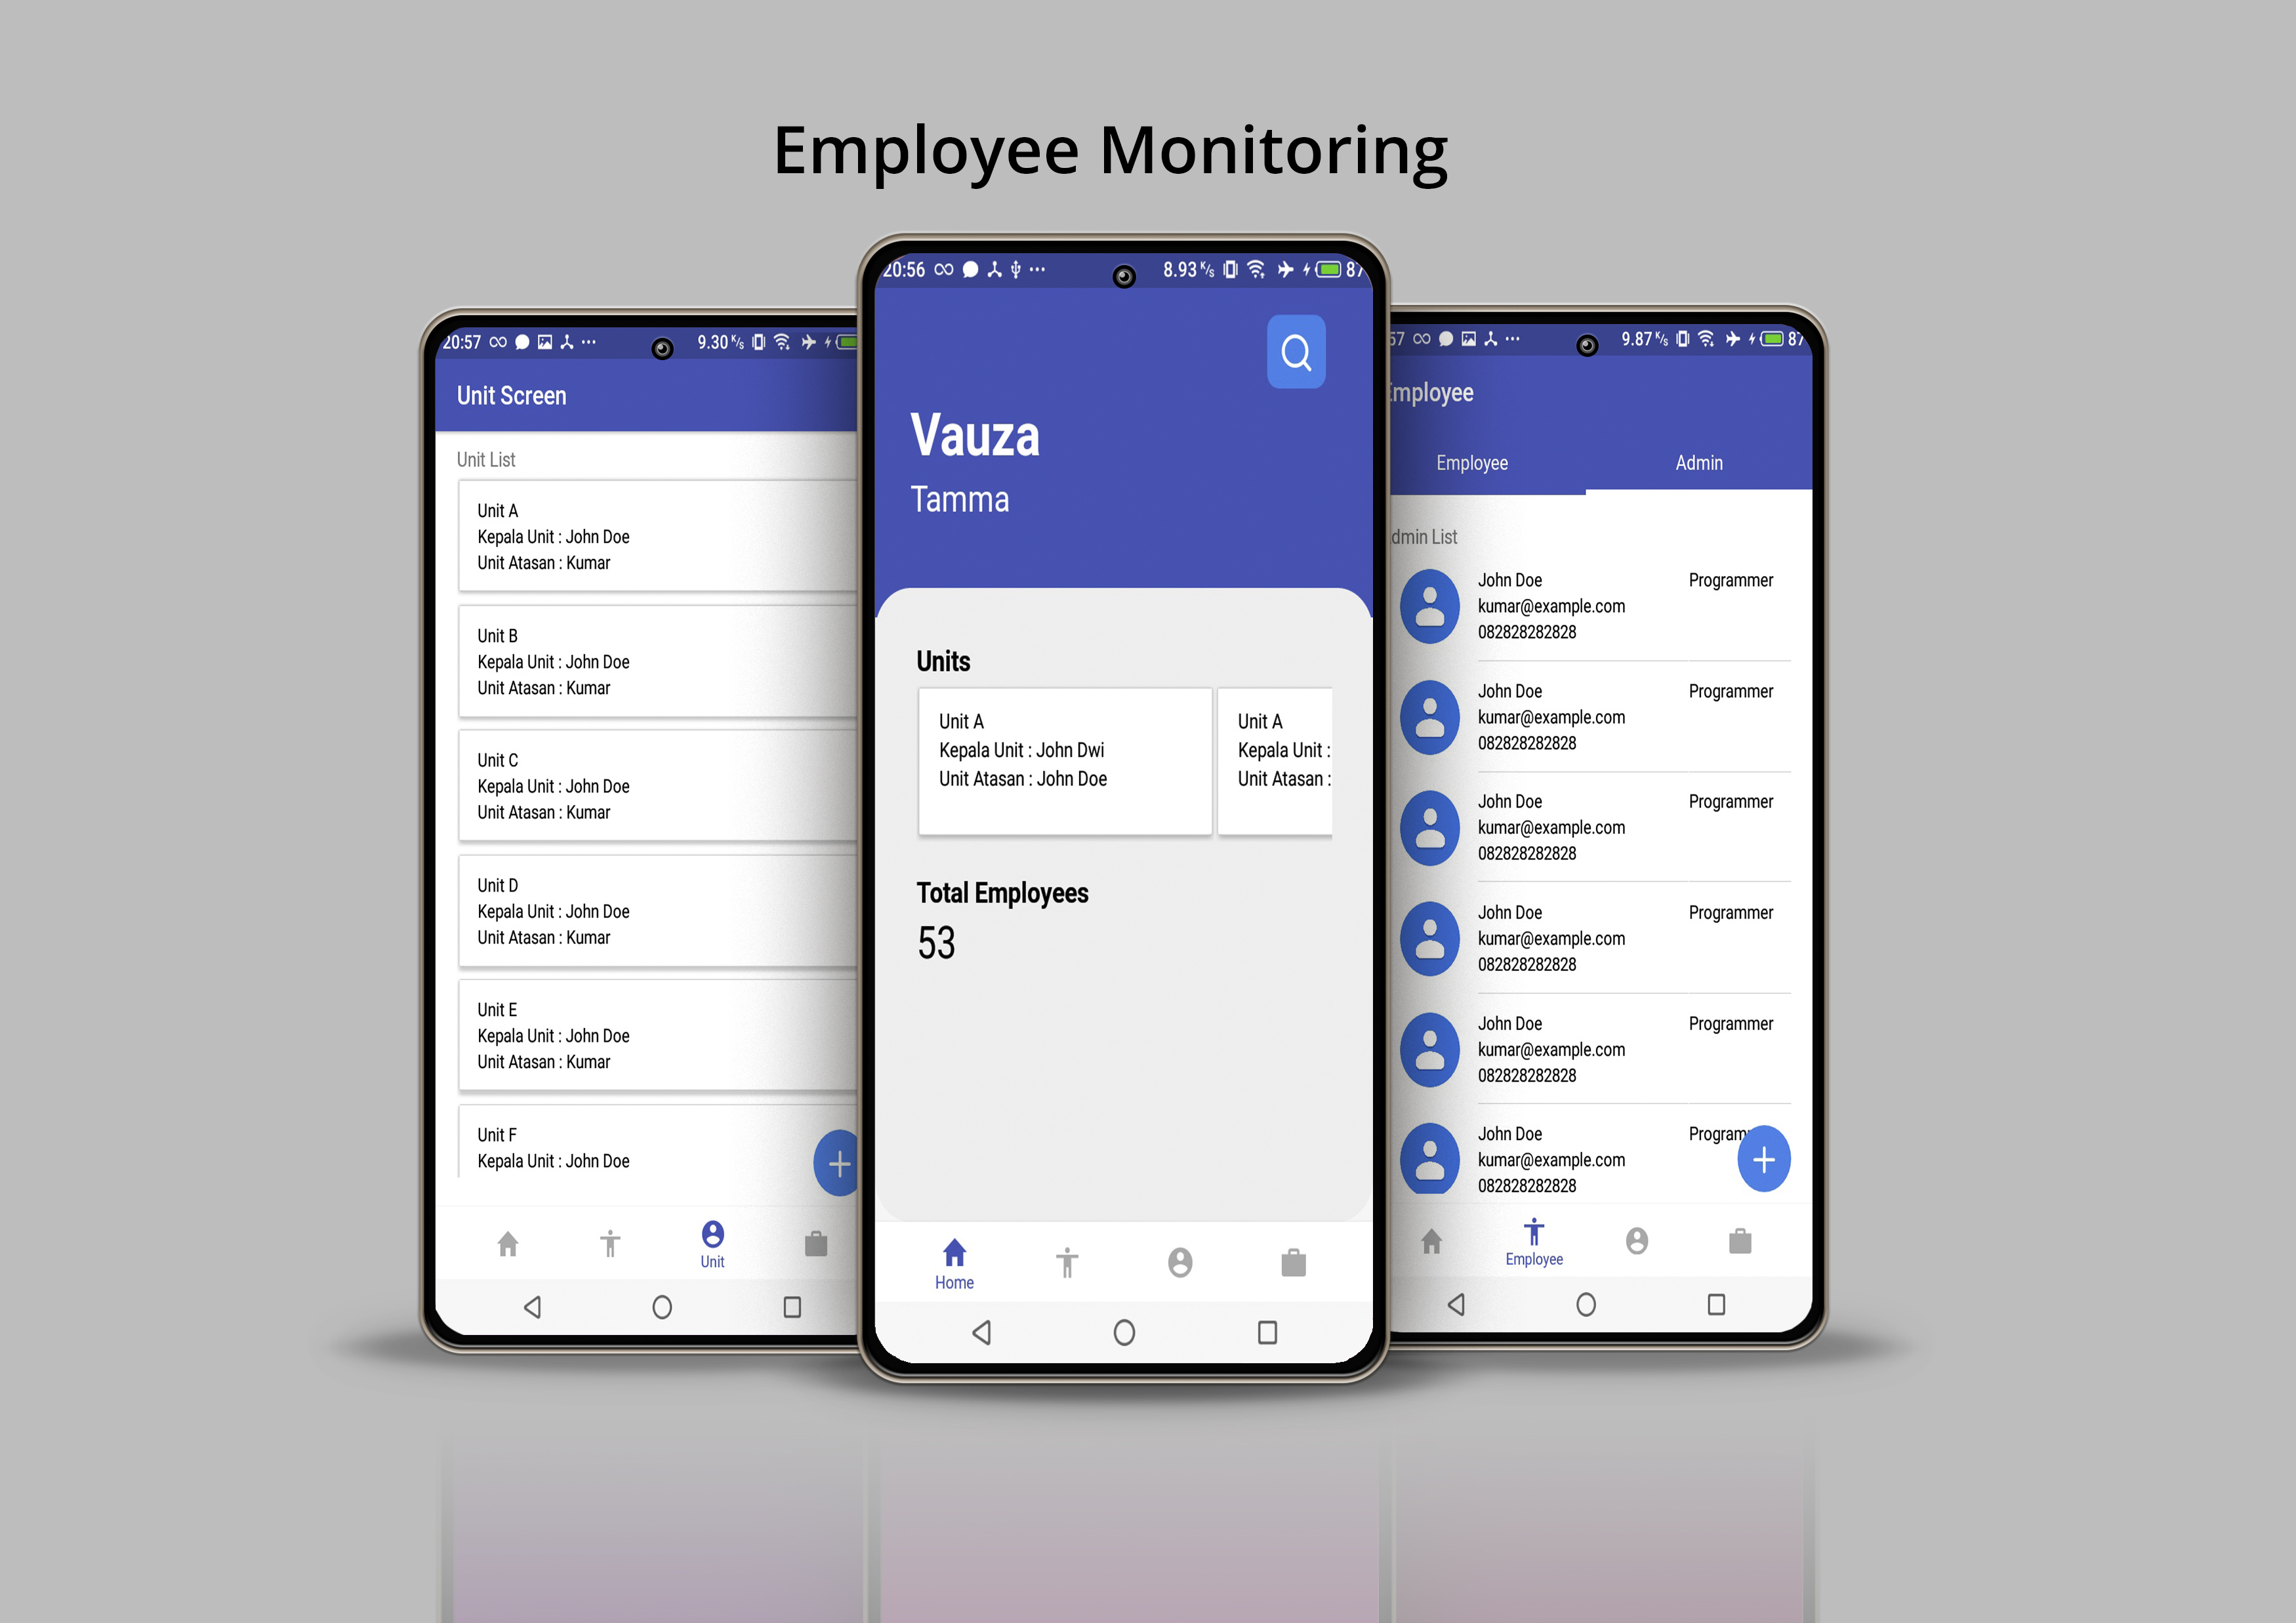 Employee Monitoring
20:57 9.30 K/s
Unit Screen
Unit List
Unit A
Kepala Unit : John Doe
Unit Atasan : Kumar
Unit B
Kepala Unit : John Doe
Unit Atasan : Kumar
Unit C
Kepala Unit : John Doe
Unit Atasan : Kumar
Unit D
Kepala Unit : John Doe
Unit Atasan : Kumar
Unit E
Kepala Unit : John Doe
Unit Atasan : Kumar
Unit F
Kepala Unit : John Doe
Unit
20:56 8.93 K/s 87
Vauza
Tamma
Units
Unit A
Kepala Unit : John Dwi
Unit Atasan : John Doe
Unit A
Kepala Unit :
Unit Atasan :
Total Employees
53
Home
57 9.87 K/s 87
Employee
Employee Admin
dmin List
John Doe Programmer
kumar@example.com
082828282828
John Doe Programmer
kumar@example.com
082828282828
John Doe Programmer
kumar@example.com
082828282828
John Doe Programmer
kumar@example.com
082828282828
John Doe Programmer
kumar@example.com
082828282828
John Doe Program
kumar@example.com
082828282828
Employee